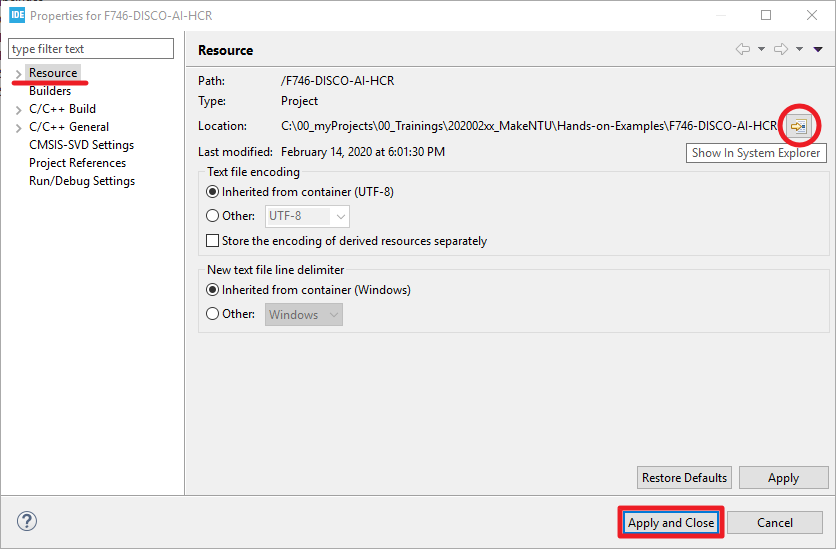 IDE Properties for F746-DISCO-AI-HCR
type filter text
Resource
Builders
C/C++ Build
C/C++ General
CMSIS-SVD Settings
Project References
Run/Debug Settings
Resource
Path: /F746-DISCO-AI-HCR
Type: Project
Location: C:\00_myProjects\00_Trainings\202002xx_MakeNTU\Hands-on-Examples\F746-DISCO-AI-HCR
Last modified: February 14, 2020 at 6:01:30 PM
Show In System Explorer
Text file encoding
Inherited from container (UTF-8)
Other: UTF-8
Store the encoding of derived resources separately
New text file line delimiter
Inherited from container (Windows)
Other: Windows
Restore Defaults Apply
? Apply and Close Cancel